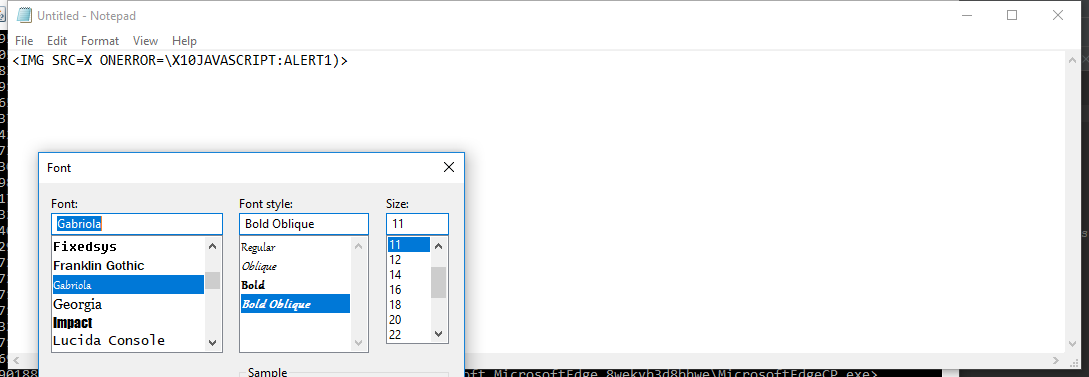 Untitled - Notepad
File Edit Format View Help
<IMG SRC=X ONERROR=\X10JAVASCRIPT:ALERT1)>
Font
Font: Font style: Size:
Gabriola Bold Oblique 11
Fixedsys Regular 11
Franklin Gothic Oblique 12
Gabriola Bold 14
Georgia Bold Oblique 16
Impact 18
Lucida Console 20
22
Sample
90188 soft.MicrosoftEdge_8wekyb3d8bbwe\MicrosoftEdgeCP.exe>